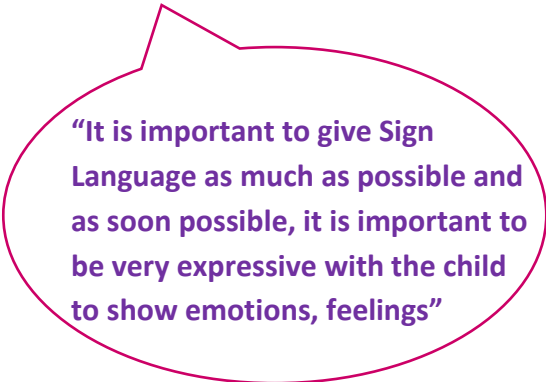 “It is important to give Sign
Language as much as possible and
as soon possible, it is important to
be very expressive with the child
to show emotions, feelings”